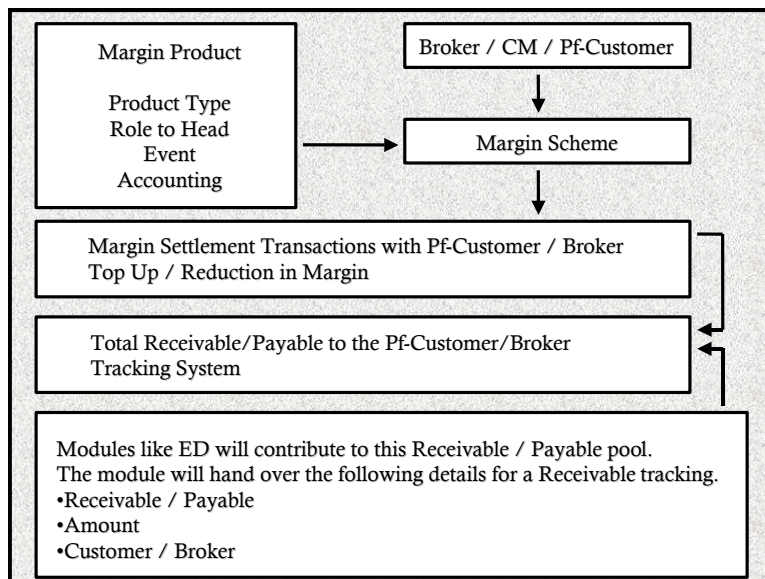 Margin Product
Product Type
Role to Head
Event
Accounting
Broker / CM / Pf-Customer
Margin Scheme
Margin Settlement Transactions with Pf-Customer / Broker
Top Up / Reduction in Margin
Total Receivable/Payable to the Pf-Customer/Broker
Tracking System
Modules like ED will contribute to this Receivable / Payable pool.
The module will hand over the following details for a Receivable tracking.
•Receivable / Payable
•Amount
•Customer / Broker